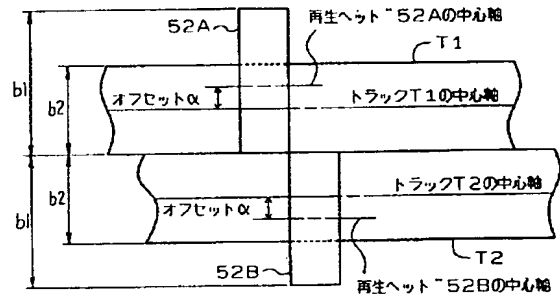 52A
再生ヘッド52Aの中心軸
T1
b1
b2
オフセットα
トラックT1の中心軸
トラックT2の中心軸
b2
オフセットα
b1
T2
52B
再生ヘッド52Bの中心軸